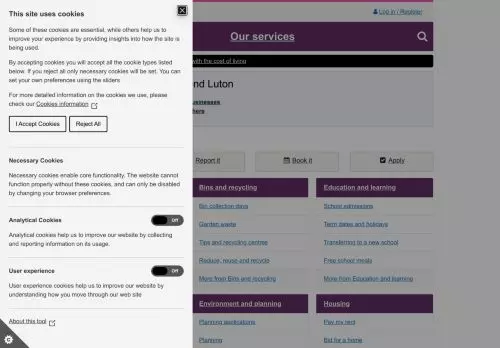 This site uses cookies
Some of these cookies are essential, while others help us to
improve your experience by providing insights into how the site is
being used.
By accepting cookies you will accept all the cookie types listed
below. If you reject all only necessary cookies will be set. You can
set your own preferences using the sliders
For more detailed information on the cookies we use, please
check our Cookies information
I Accept Cookies
Reject All
Necessary Cookies
Necessary cookies enable core functionality. The website cannot
function properly without these cookies, and can only be disabled
by changing your browser preferences.
Analytical Cookies
Off
Analytical cookies help us to improve our website by collecting
and reporting information on its usage.
User experience
Off
User experience cookies help us to improve our website by
understanding how you move through our web site
About this tool
Log in / Register
Our services
with the cost of living
nd Luton
usinesses
here
Report it
Book it
Apply
Bins and recycling
Bin collection days
Garden waste
Tips and recycling centres
Reduce, reuse and recycle
More from Bins and recycling
Education and learning
School admissions
Term dates and holidays
Transferring to a new school
Free school meals
More from Education and learning
Environment and planning
Planning applications
Planning
Housing
Pay my rent
Bid for a home